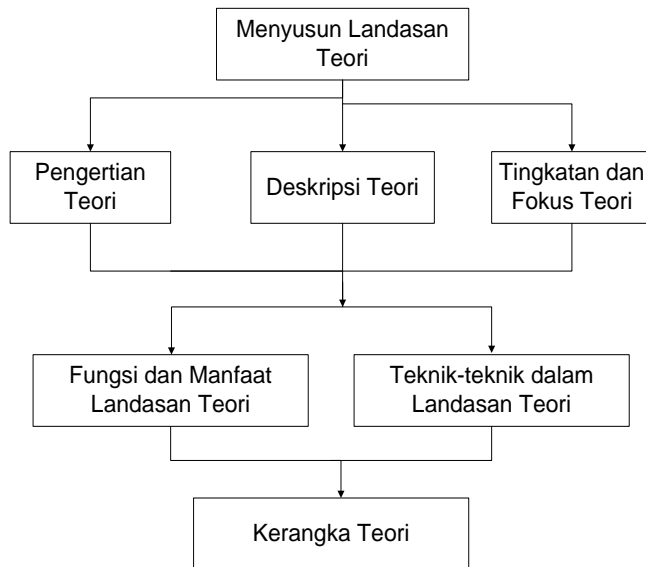 Menyusun Landasan
Teori
Pengertian
Teori
Deskripsi Teori
Tingkatan dan
Fokus Teori
Fungsi dan Manfaat
Landasan Teori
Teknik-teknik dalam
Landasan Teori
Kerangka Teori